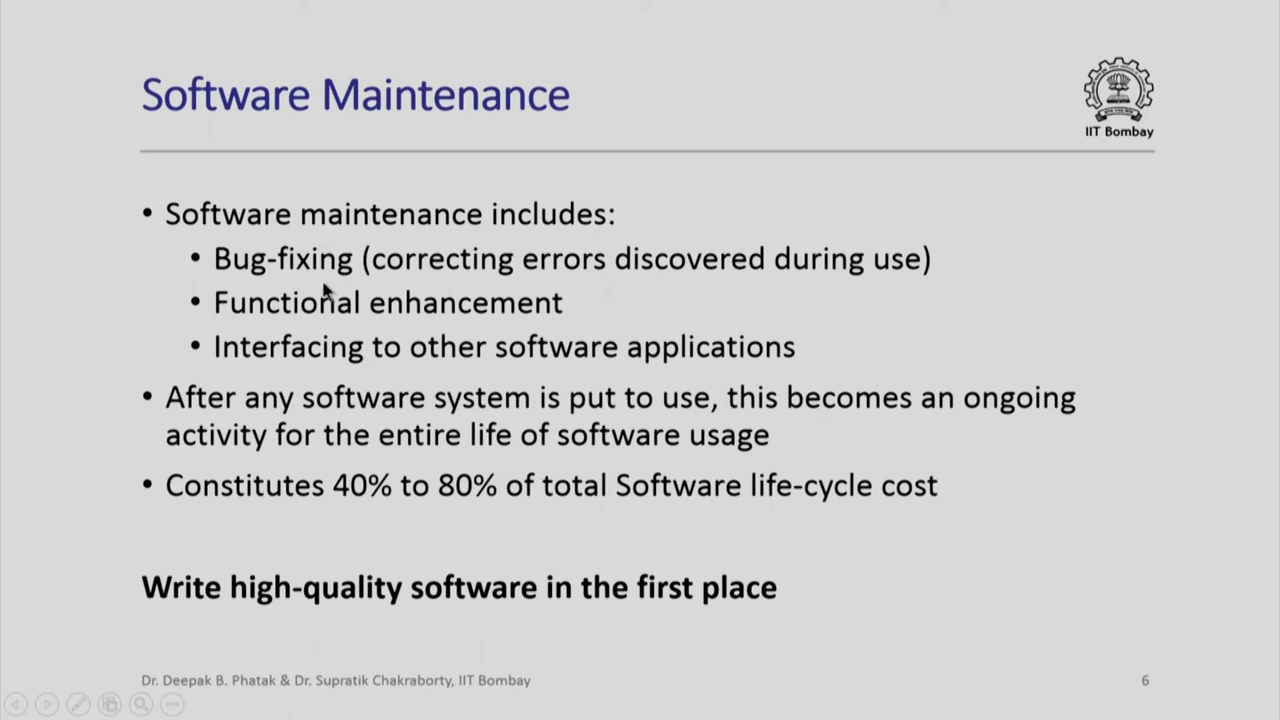 Software Maintenance
IIT Bombay
• Software maintenance includes:
• Bug-fixing (correcting errors discovered during use)
• Functional enhancement
• Interfacing to other software applications
• After any software system is put to use, this becomes an ongoing
activity for the entire life of software usage
• Constitutes 40% to 80% of total Software life-cycle cost
Write high-quality software in the first place
Dr. Deepak B. Phatak & Dr. Supratik Chakraborty, IIT Bombay
6